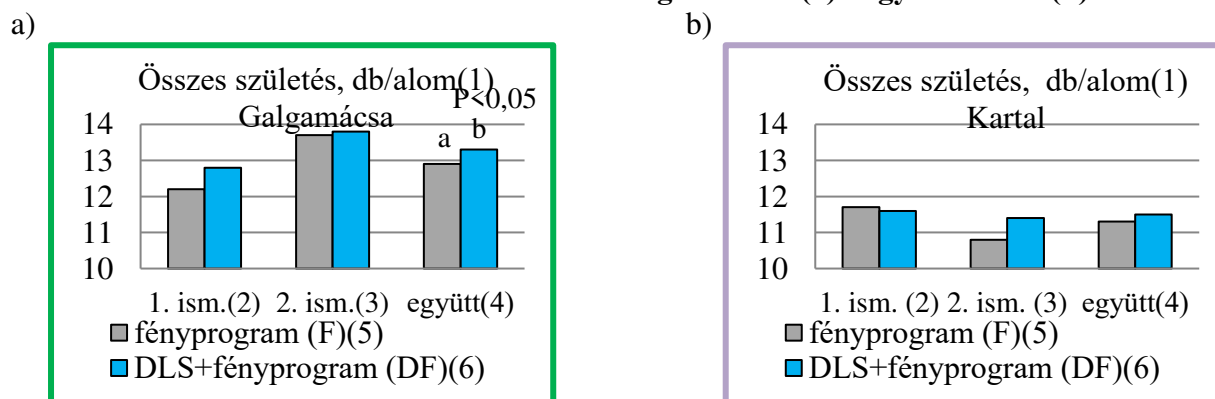 a)
b)
Összes születés, db/alom(1)
Galgamácsa
P<0,05
14
13
12
11
10
a
b
1. ism.(2) 2. ism.(3) együtt(4)
fényprogram (F)(5)
DLS+fényprogram (DF)(6)
Összes születés, db/alom(1)
Kartal
14
13
12
11
10
1. ism. (2) 2. ism. (3) együtt(4)
fényprogram (F)(5)
DLS+fényprogram (DF)(6)